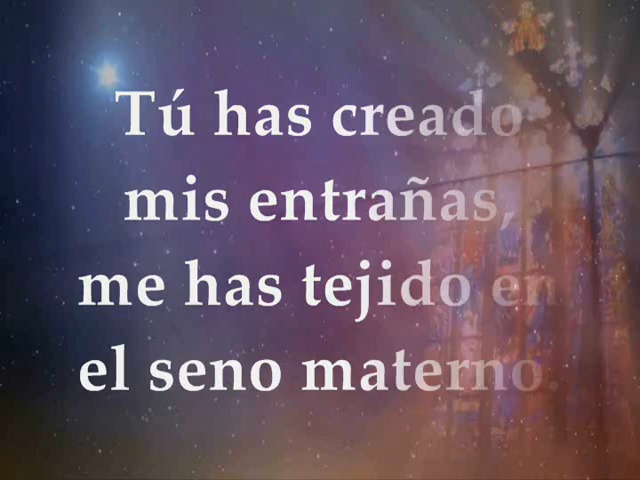 Tú has creado
mis entrañas,
me has tejido en
el seno materno.